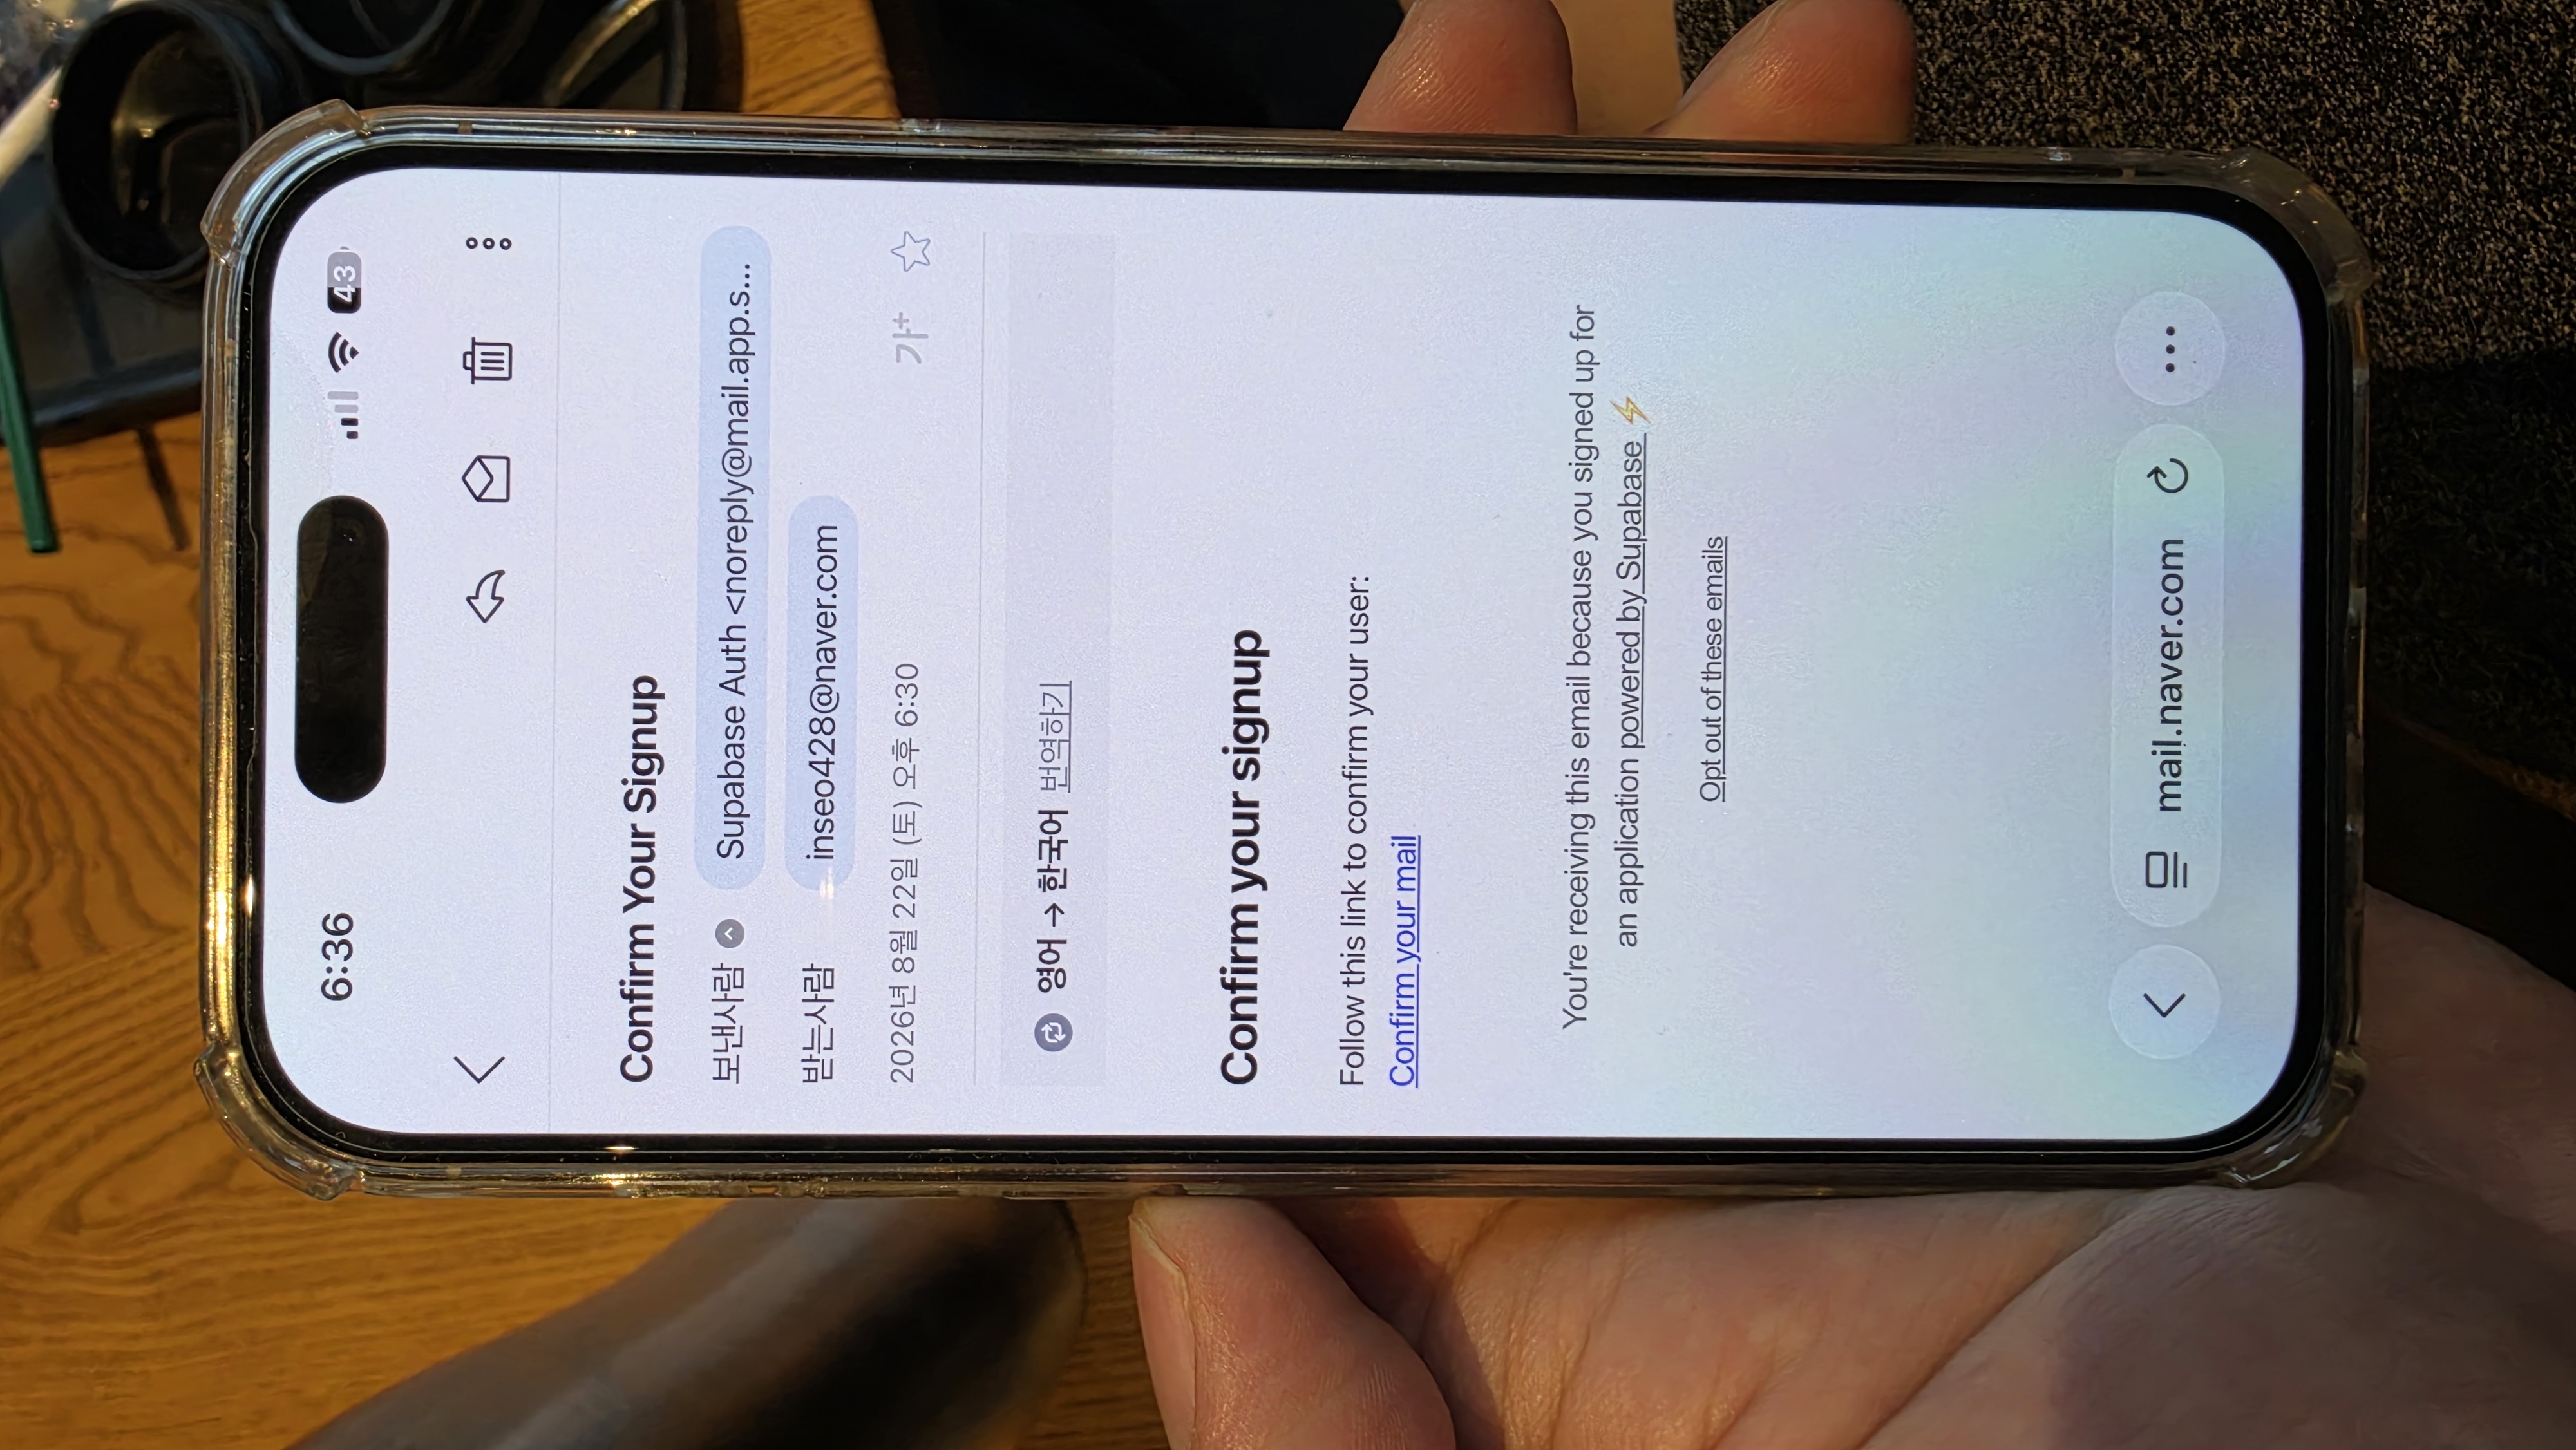 6:36
43
Confirm Your Signup
보낸사람 Supabase Auth <noreply@mail.app.s...
받는사람 inseo428@naver.com
2026년 8월 22일 (토) 오후 6:30 가+
영어 → 한국어 번역하기
Confirm your signup
Follow this link to confirm your user:
Confirm your mail
You're receiving this email because you signed up for
an application powered by Supabase ⚡
Opt out of these emails
mail.naver.com